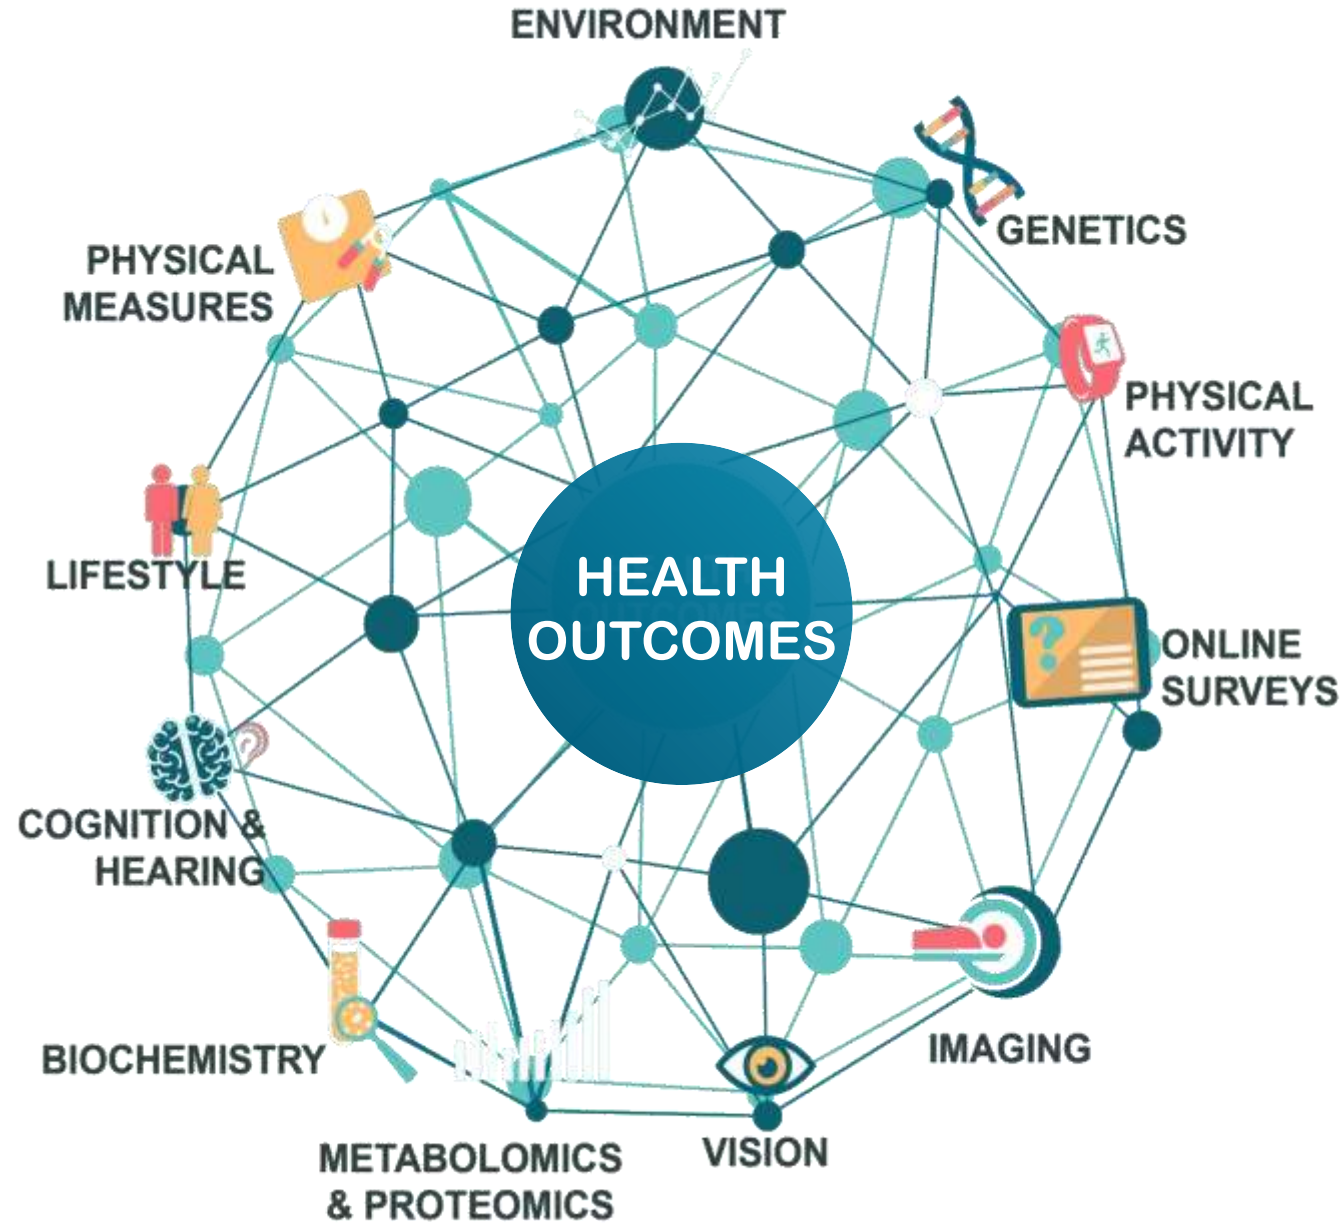 ENVIRONMENT
GENETICS
PHYSICAL
MEASURES
PHYSICAL
ACTIVITY
HEALTH
OUTCOMES
LIFESTYLE
ONLINE
SURVEYS
COGNITION &
HEARING
IMAGING
BIOCHEMISTRY
METABOLOMICS
& PROTEOMICS
VISION